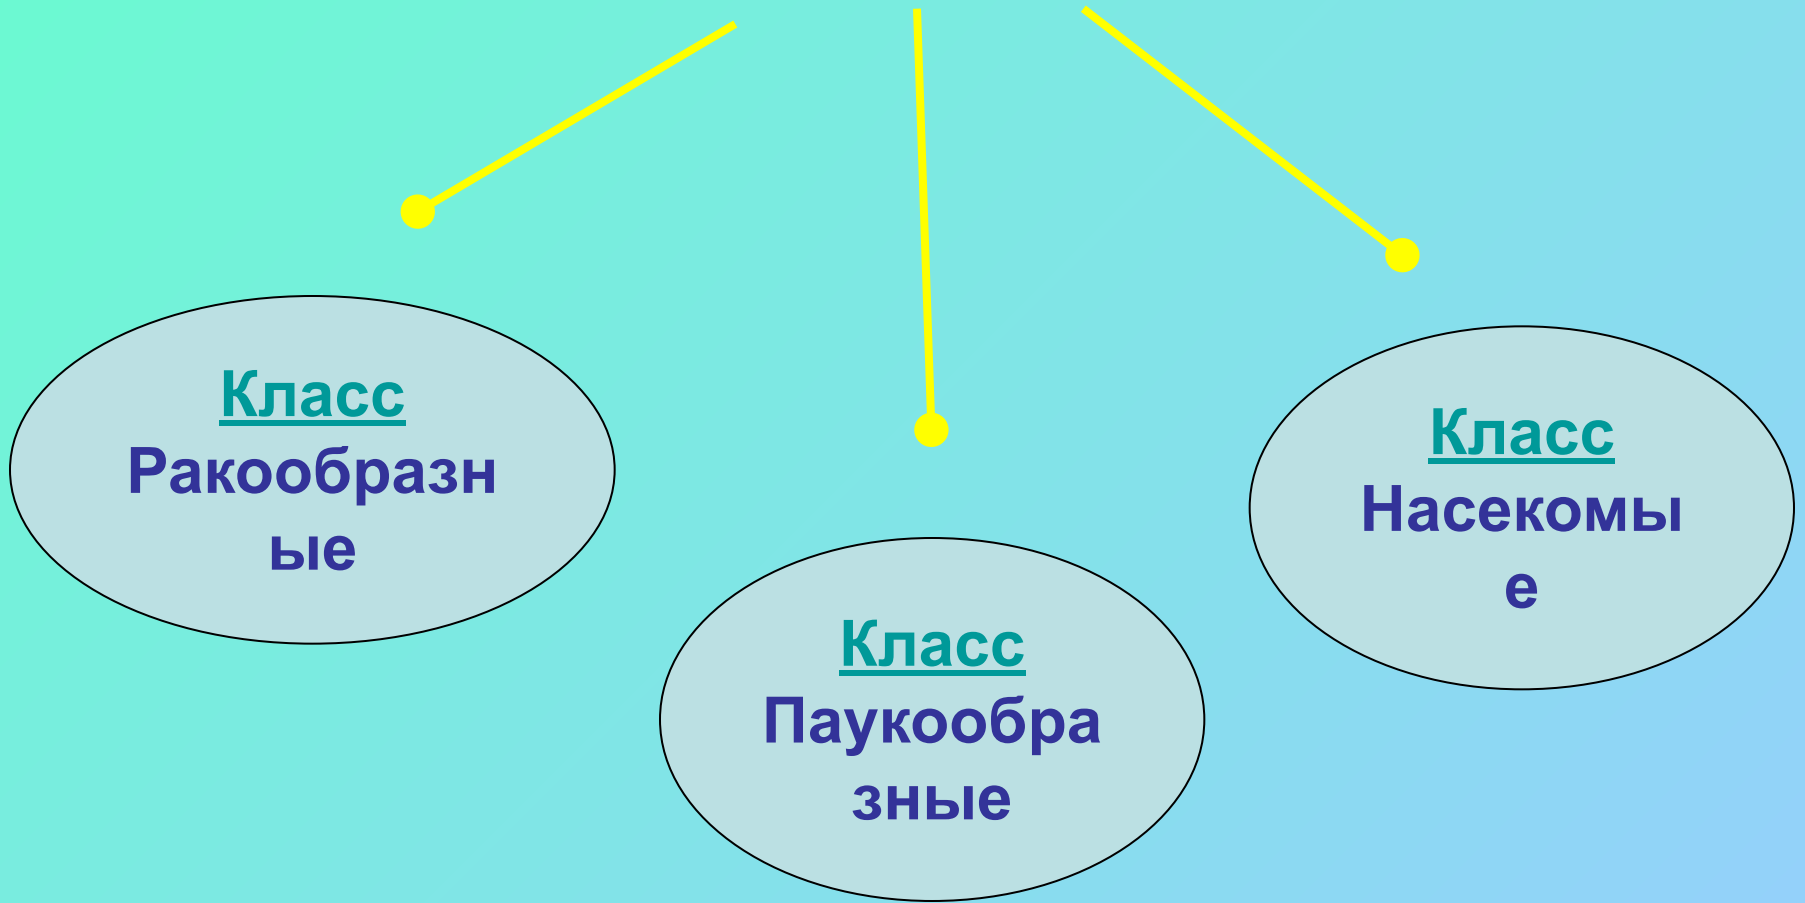 Класс
Ракообразн
ые
Класс
Паукообра
зные
Класс
Насекомы
е